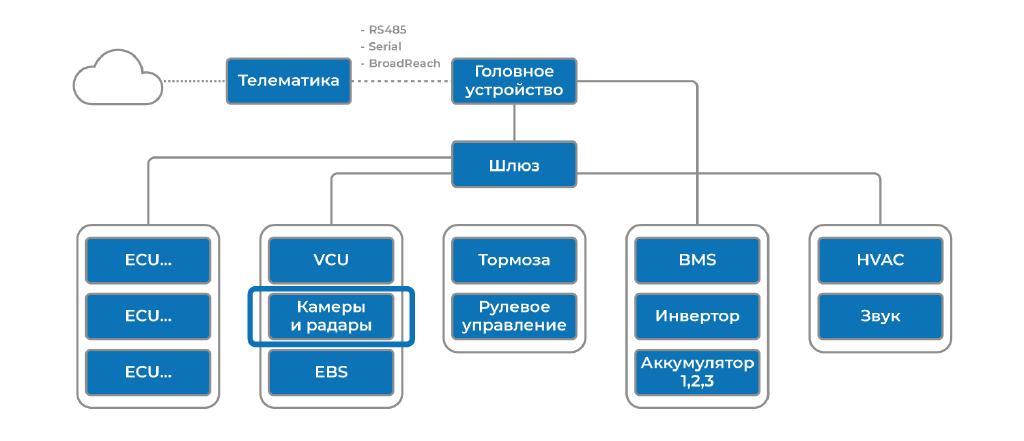 - RS485
- Serial
- BroadReach
Телематика
Головное
устройство
Шлюз
ECU...
ECU...
ECU...
VCU
Камеры
и радары
EBS
Тормоза
Рулевое
управление
BMS
Инвертор
Аккумулятор
1,2,3
HVAC
Звук